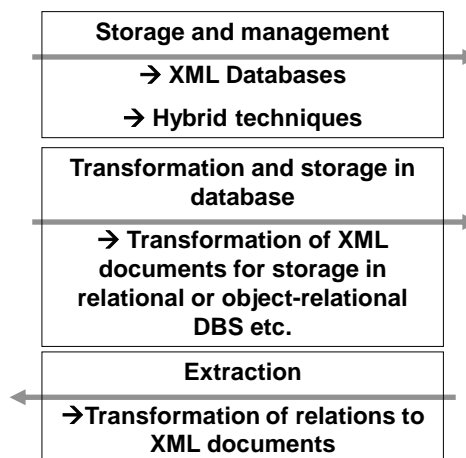 Storage and management
→ XML Databases
→ Hybrid techniques
Transformation and storage in
database
→ Transformation of XML
documents for storage in
relational or object-relational
DBS etc.
Extraction
→Transformation of relations to
XML documents